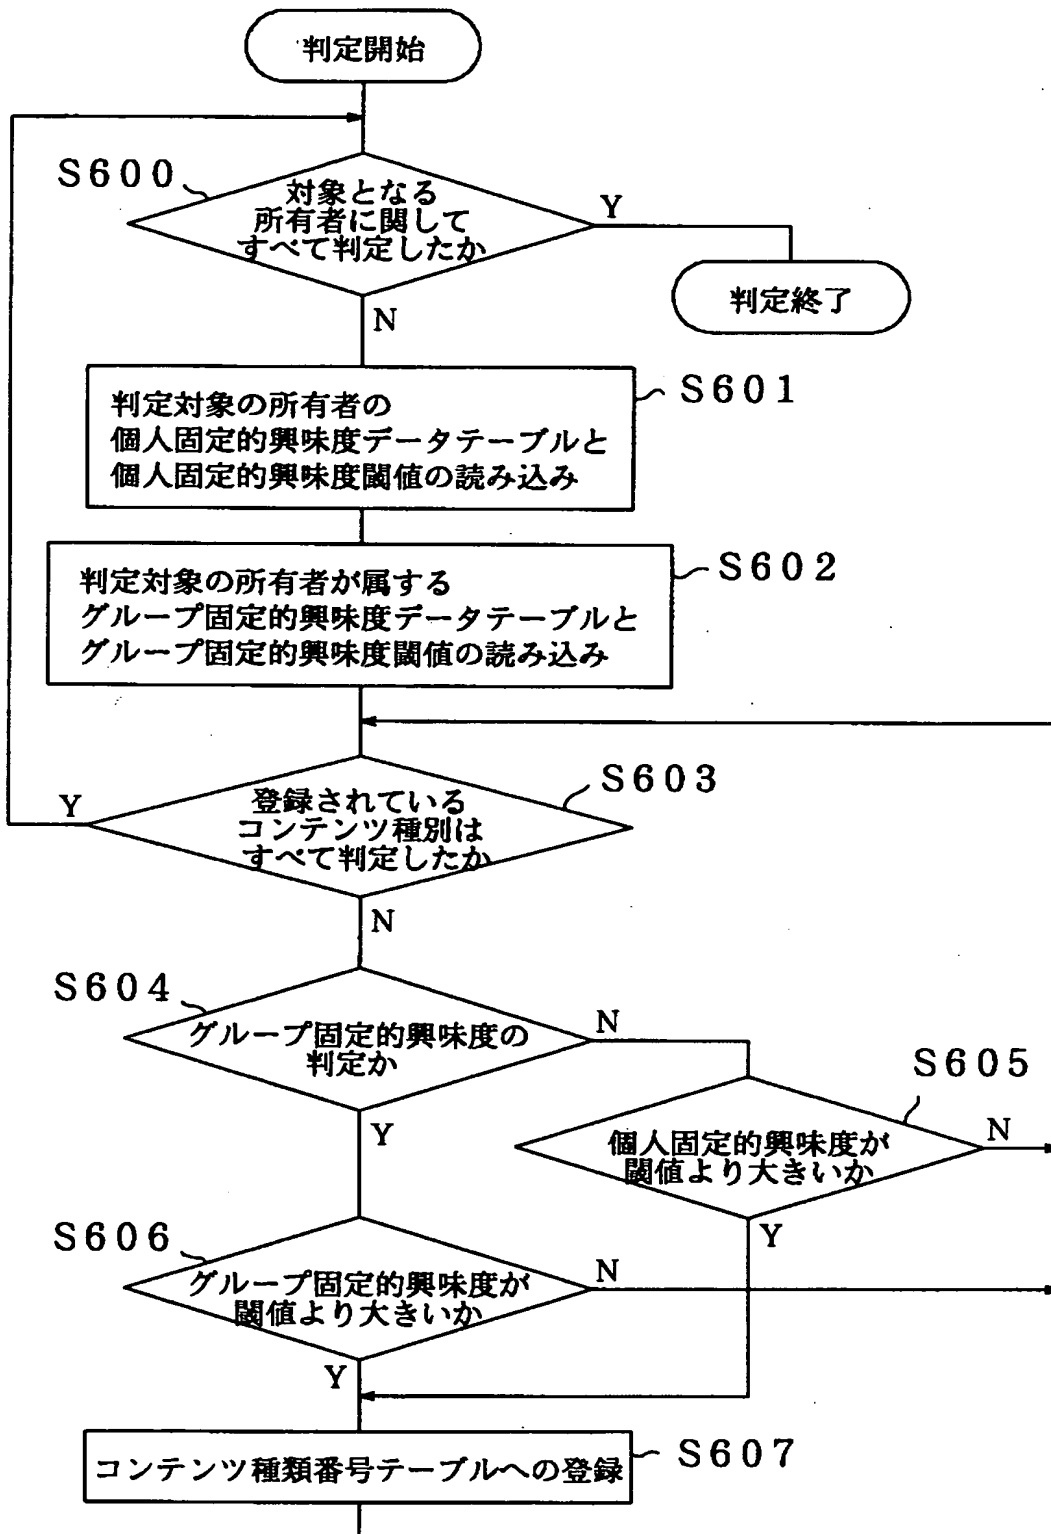 判定開始
S600
対象となる
所有者に関して
すべて判定したか
Y
判定終了
N
S601
判定対象の所有者の
個人固定的興味度データテーブルと
個人固定的興味度閾値の読み込み
S602
判定対象の所有者が属する
グループ固定的興味度データテーブルと
グループ固定的興味度閾値の読み込み
S603
Y
登録されている
コンテンツ種別は
すべて判定したか
N
S604
グループ固定的興味度の
判定か
N
S605
Y
個人固定的興味度が
閾値より大きいか
N
Y
S606
グループ固定的興味度が
閾値より大きいか
N
Y
S607
コンテンツ種類番号テーブルへの登録